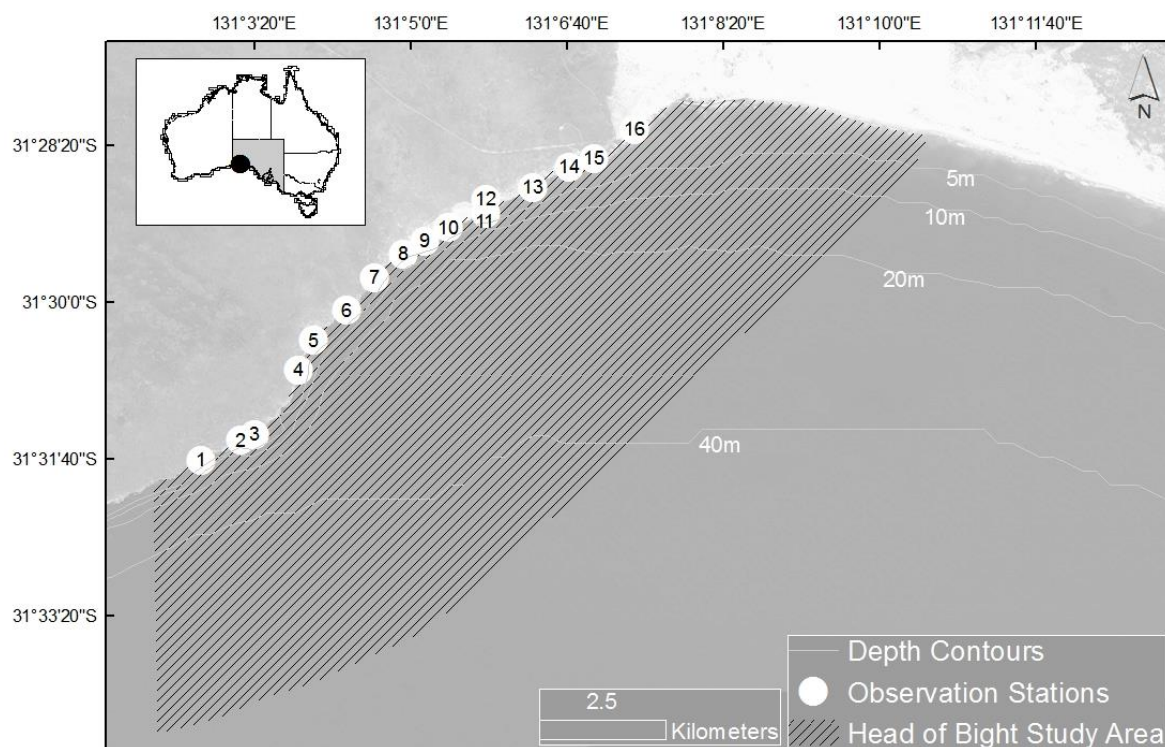 131°3'20"E 131°5'0"E 131°6'40"E 131°8'20"E 131°10'0"E 131°11'40"E
N
31°28'20"S
16
15
14
5m
13
12
10m
11
10
9
8
20m
7
31°30'0"S
6
5
4
3
2
40m
31°31'40"S
1
31°33'20"S
Depth Contours
2.5
Observation Stations
Kilometers
Head of Bight Study Area